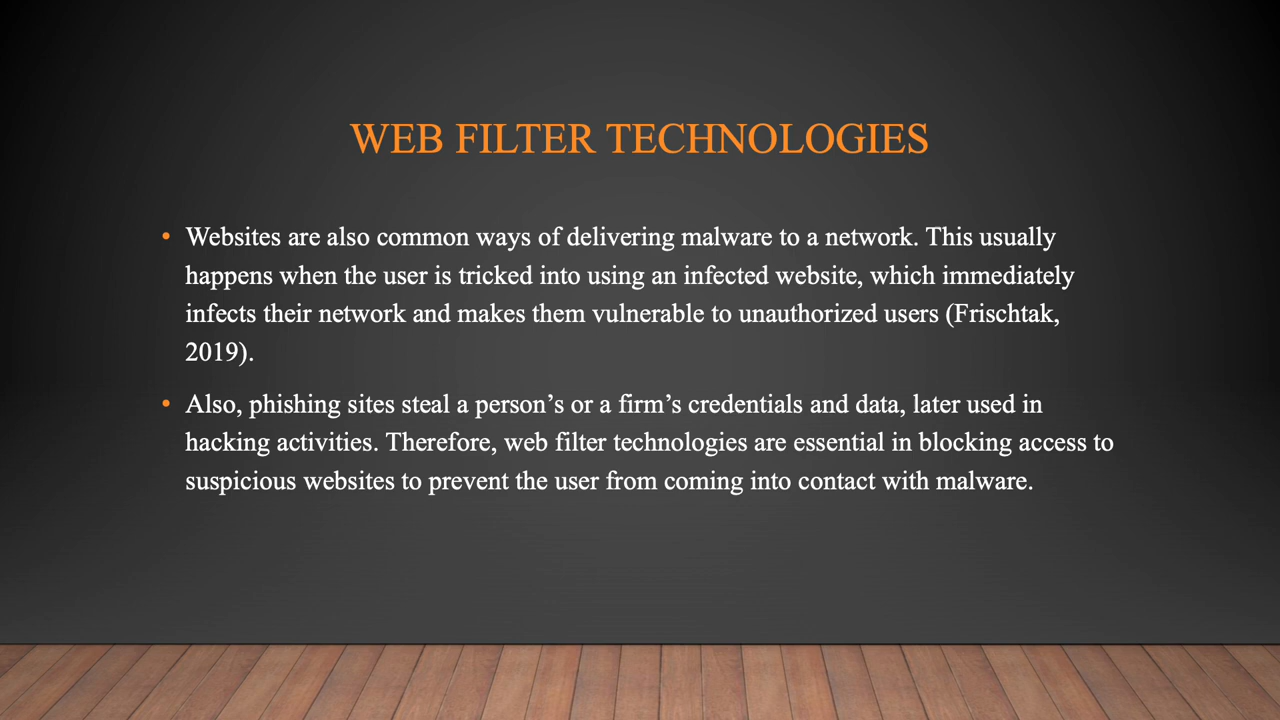 WEB FILTER TECHNOLOGIES
• Websites are also common ways of delivering malware to a network. This usually
happens when the user is tricked into using an infected website, which immediately
infects their network and makes them vulnerable to unauthorized users (Frischtak,
2019).
• Also, phishing sites steal a person’s or a firm’s credentials and data, later used in
hacking activities. Therefore, web filter technologies are essential in blocking access to
suspicious websites to prevent the user from coming into contact with malware.